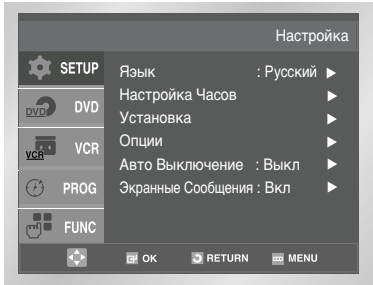 Настройка
SETUP
DVD DVD
VCR VCR
PROG
FUNC
Язык : Русский ►
Настройка Часов ►
Установка ►
Опции ►
Авто Выключение : Выкл ►
Экранные Сообщения : Вкл ►
OK RETURN MENU